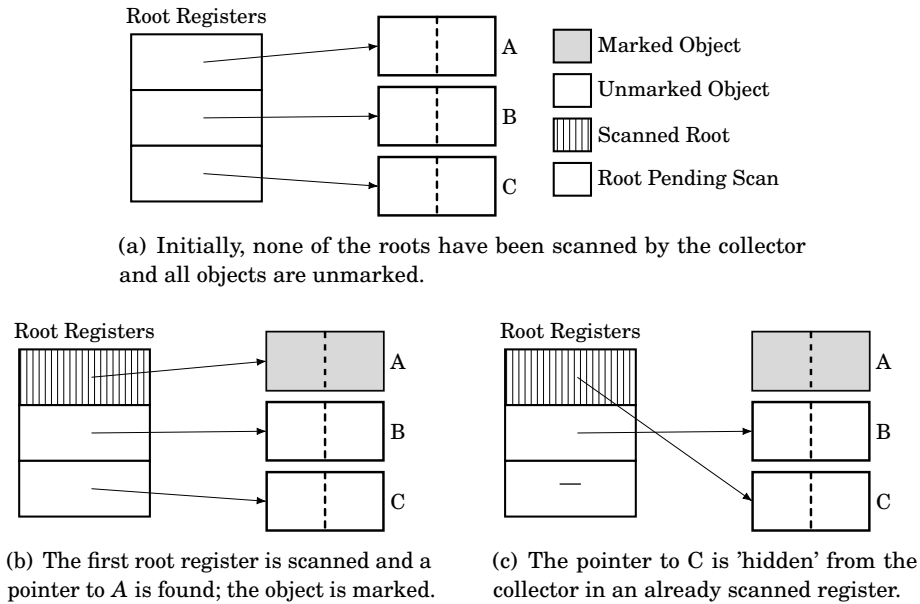 Root Registers
A
B
C
Marked Object
Unmarked Object
Scanned Root
Root Pending Scan
(a) Initially, none of the roots have been scanned by the collector
and all objects are unmarked.
Root Registers
A
B
C
(b) The first root register is scanned and a
pointer to A is found; the object is marked.
Root Registers
A
B
C
(c) The pointer to C is 'hidden' from the
collector in an already scanned register.